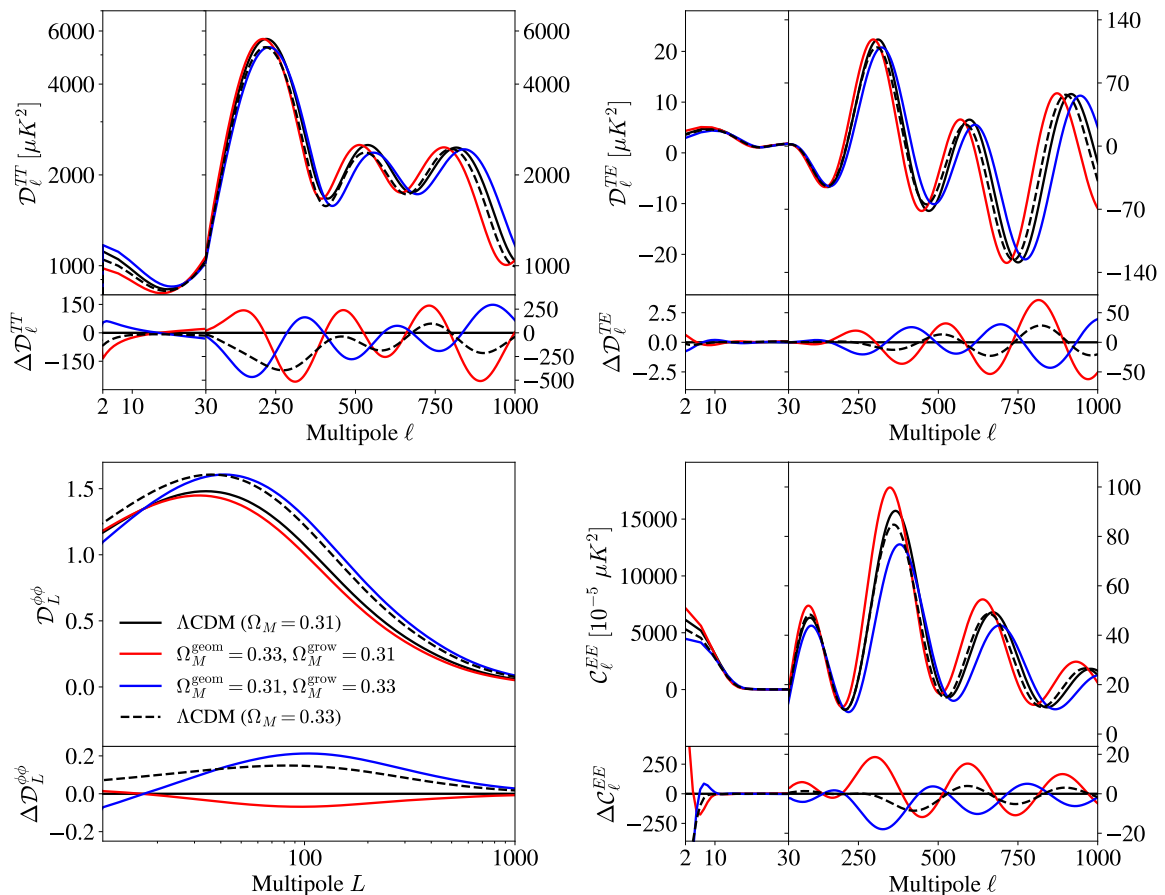 6000
4000
2000
1000
6000
4000
2000
1000
𝒟_ℓ^{TT} [μK²]
150
0
−150
250
0
−250
−500
Δ𝒟_ℓ^{TT}
2 10 30 250 500 750 1000
Multipole ℓ
20
10
0
−10
−20
140
70
0
−70
−140
𝒟_ℓ^{TE} [μK²]
2.5
0.0
−2.5
50
0
−50
Δ𝒟_ℓ^{TE}
2 10 30 250 500 750 1000
Multipole ℓ
1.5
1.0
0.5
0.0
𝒟_L^{ϕϕ}
ΛCDM (Ω_M = 0.31)
Ω_M^{geom} = 0.33, Ω_M^{grow} = 0.31
Ω_M^{geom} = 0.31, Ω_M^{grow} = 0.33
ΛCDM (Ω_M = 0.33)
0.2
0.0
−0.2
Δ𝒟_L^{ϕϕ}
100 1000
Multipole L
15000
10000
5000
0
100
80
60
40
20
0
𝒞_ℓ^{EE} [10⁻⁵ μK²]
250
0
−250
20
0
−20
Δ𝒞_ℓ^{EE}
2 10 30 250 500 750 1000
Multipole ℓ